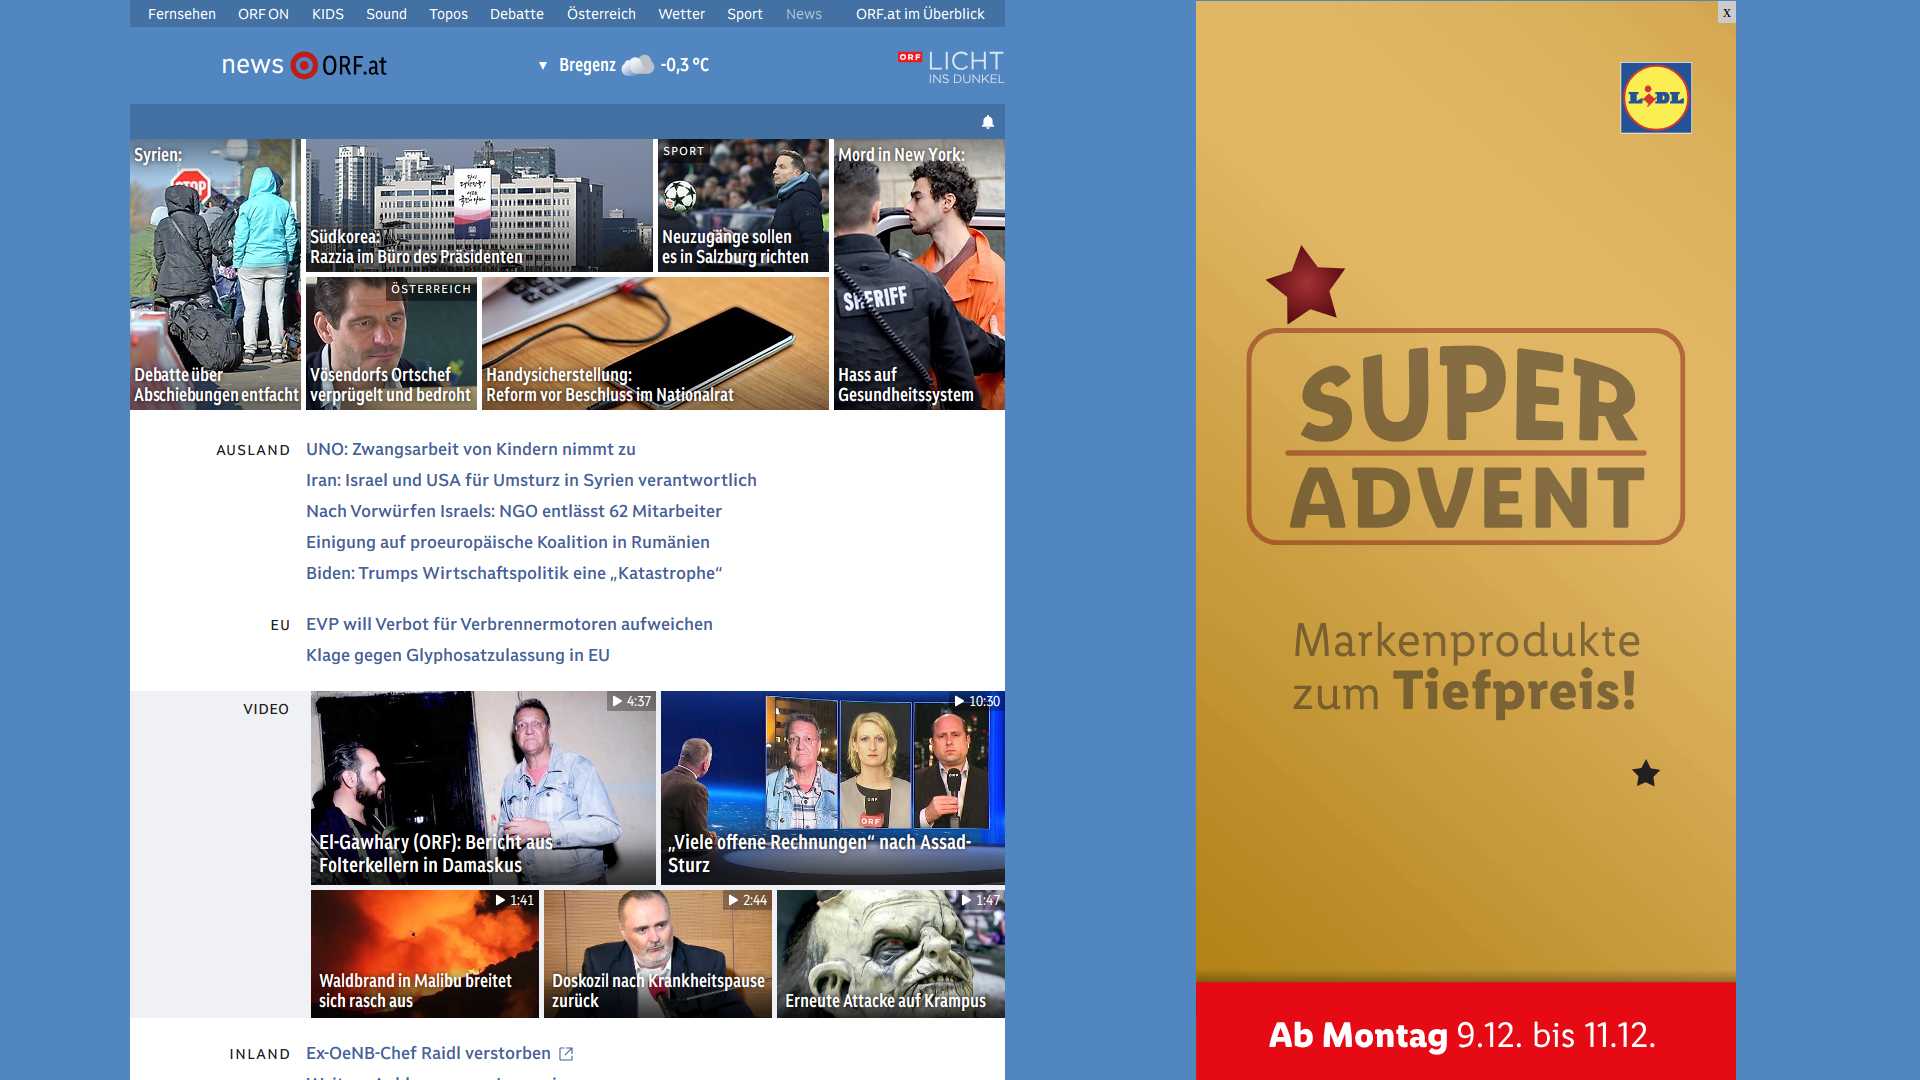 Fernsehen ORF ON KIDS Sound Topos Debatte Österreich Wetter Sport News ORF.at im Überblick
news ORF.at
▼ Bregenz -0,3 °C
ORF LICHT
INS DUNKEL
Syrien:
STOP
Debatte über
Abschiebungen entfacht
Südkorea:
Razzia im Büro des Präsidenten
SPORT
Neuzugänge sollen
es in Salzburg richten
Mord in New York:
SHERIFF
Hass auf
Gesundheitssystem
ÖSTERREICH
Vösendorfs Ortschef
verprügelt und bedroht
Handysicherstellung:
Reform vor Beschluss im Nationalrat
AUSLAND
UNO: Zwangsarbeit von Kindern nimmt zu
Iran: Israel und USA für Umsturz in Syrien verantwortlich
Nach Vorwürfen Israels: NGO entlässt 62 Mitarbeiter
Einigung auf proeuropäische Koalition in Rumänien
Biden: Trumps Wirtschaftspolitik eine „Katastrophe“
EU
EVP will Verbot für Verbrennermotoren aufweichen
Klage gegen Glyphosatzulassung in EU
VIDEO
4:37
El-Gawhary (ORF): Bericht aus
Folterkellern in Damaskus
10:30
ORF
„Viele offene Rechnungen“ nach Assad-
Sturz
1:41
Waldbrand in Malibu breitet
sich rasch aus
2:44
Doskozil nach Krankheitspause
zurück
1:47
Erneute Attacke auf Krampus
INLAND
Ex-OeNB-Chef Raidl verstorben
X
LIDL
SUPER
ADVENT
Markenprodukte
zum Tiefpreis!
Ab Montag 9.12. bis 11.12.